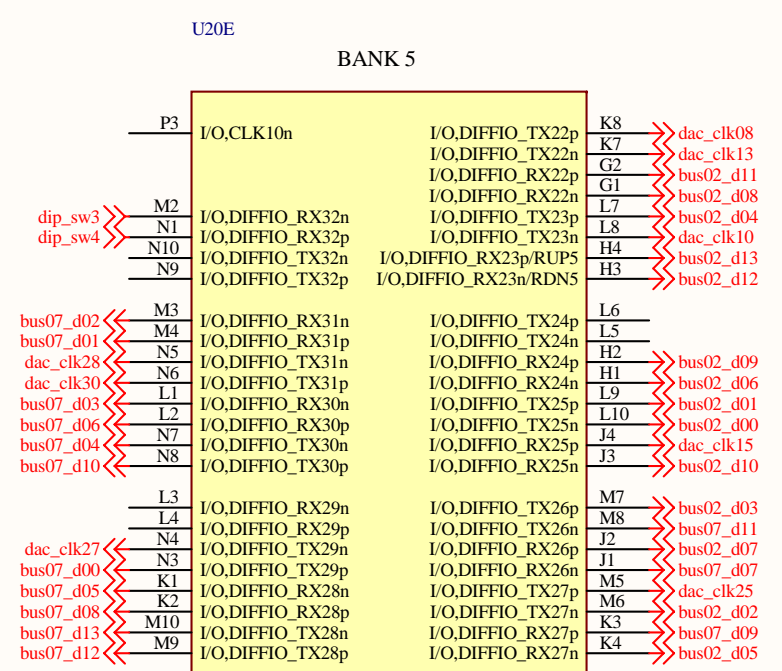 U20E
BANK 5
P3 I/O,CLK10n I/O,DIFFIO_TX22p K8 dac_clk08
I/O,DIFFIO_TX22n K7 dac_clk13
I/O,DIFFIO_RX22p G2 bus02_d11
I/O,DIFFIO_RX22n G1 bus02_d08
dip_sw3 M2 I/O,DIFFIO_RX32n I/O,DIFFIO_TX23p L7 bus02_d04
dip_sw4 N1 I/O,DIFFIO_RX32p I/O,DIFFIO_TX23n L8 dac_clk10
N10 I/O,DIFFIO_TX32n I/O,DIFFIO_RX23p/RUP5 H4 bus02_d13
N9 I/O,DIFFIO_TX32p I/O,DIFFIO_RX23n/RDN5 H3 bus02_d12
bus07_d02 M3 I/O,DIFFIO_RX31n I/O,DIFFIO_TX24p L6
bus07_d01 M4 I/O,DIFFIO_RX31p I/O,DIFFIO_TX24n L5
dac_clk28 N5 I/O,DIFFIO_TX31n I/O,DIFFIO_RX24p H2 bus02_d09
dac_clk30 N6 I/O,DIFFIO_TX31p I/O,DIFFIO_RX24n H1 bus02_d06
bus07_d03 L1 I/O,DIFFIO_RX30n I/O,DIFFIO_TX25p L9 bus02_d01
bus07_d06 L2 I/O,DIFFIO_RX30p I/O,DIFFIO_TX25n L10 bus02_d00
bus07_d04 N7 I/O,DIFFIO_TX30n I/O,DIFFIO_RX25p J4 dac_clk15
bus07_d10 N8 I/O,DIFFIO_TX30p I/O,DIFFIO_RX25n J3 bus02_d10
L3 I/O,DIFFIO_RX29n I/O,DIFFIO_TX26p M7 bus02_d03
L4 I/O,DIFFIO_RX29p I/O,DIFFIO_TX26n M8 bus07_d11
dac_clk27 N4 I/O,DIFFIO_TX29n I/O,DIFFIO_RX26p J2 bus02_d07
bus07_d00 N3 I/O,DIFFIO_TX29p I/O,DIFFIO_RX26n J1 bus07_d07
bus07_d05 K1 I/O,DIFFIO_RX28n I/O,DIFFIO_TX27p M5 dac_clk25
bus07_d08 K2 I/O,DIFFIO_RX28p I/O,DIFFIO_TX27n M6 bus02_d02
bus07_d13 M10 I/O,DIFFIO_TX28n I/O,DIFFIO_RX27p K3 bus07_d09
bus07_d12 M9 I/O,DIFFIO_TX28p I/O,DIFFIO_RX27n K4 bus02_d05